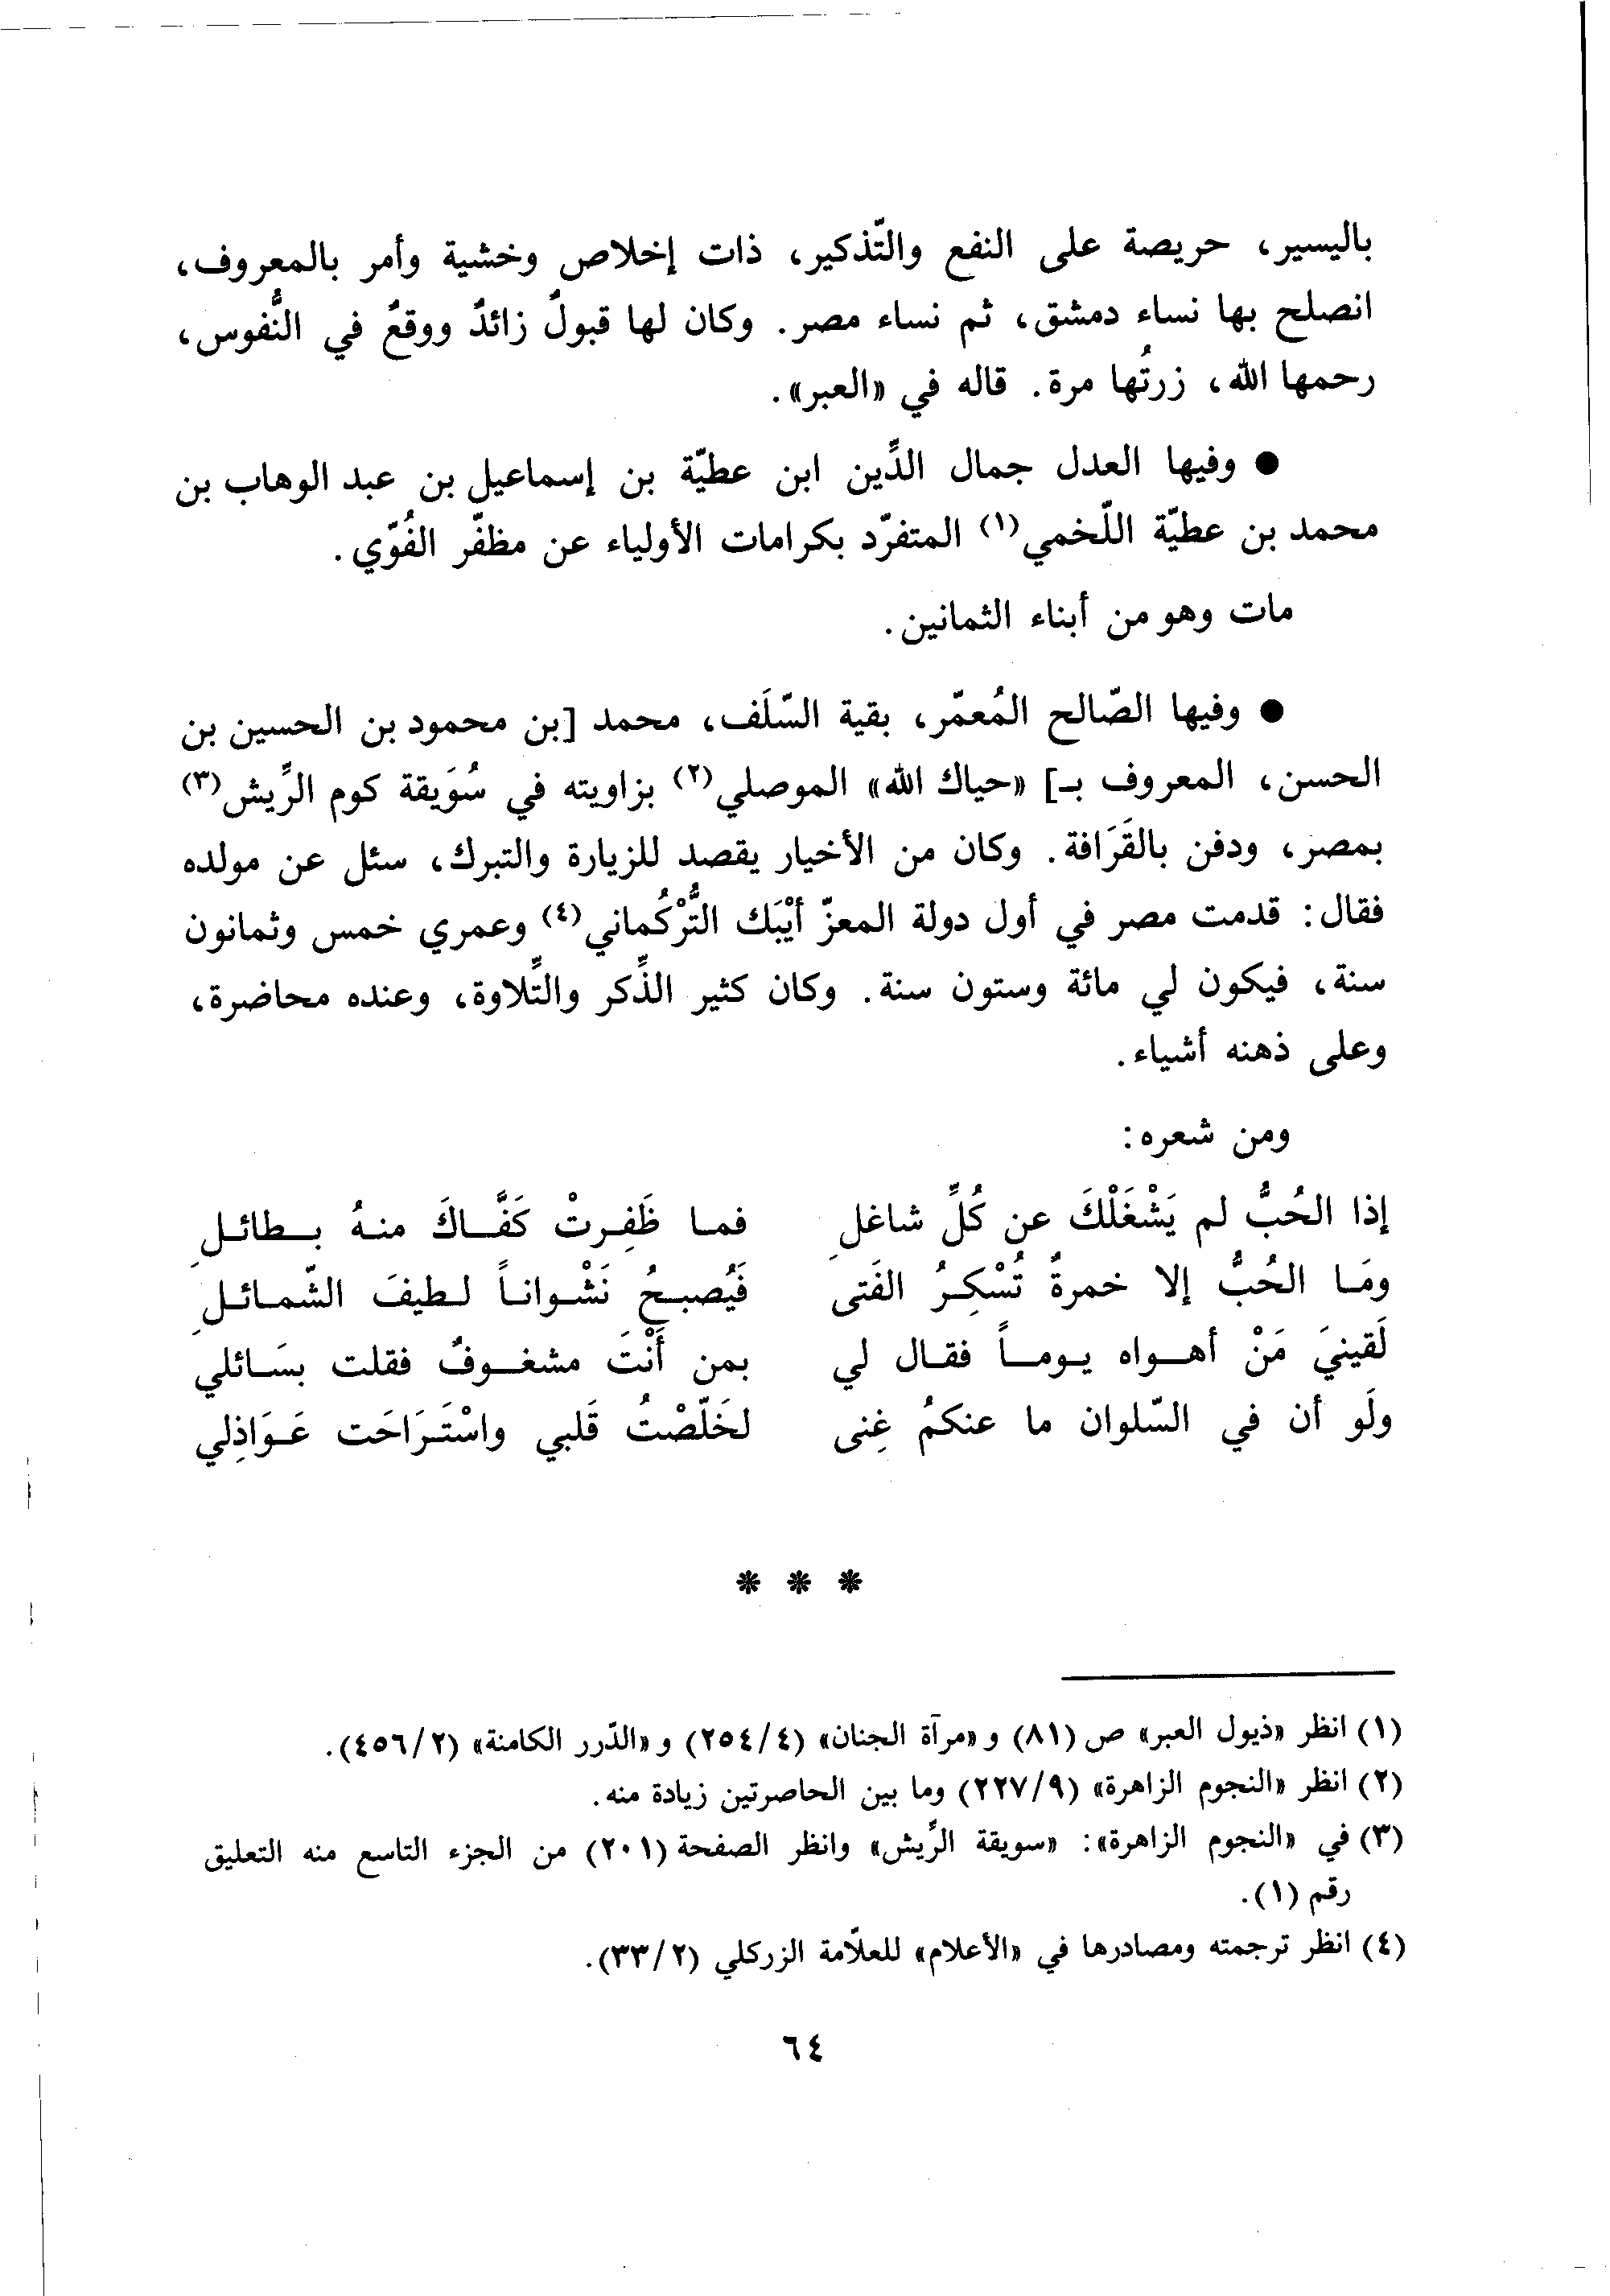 باليسير، حريصة على النفع والتّذكير، ذات إخلاص وخشية وأمر بالمعروف،
انصلح بها نساء دمشق، ثم نساء مصر. وكان لها قبولٌ زائدٌ ووقعٌ في النُّفوس،
رحمها الله، زرتُها مرة. قاله في «العبر».
● وفيها العدل جمال الدِّين ابن عطيّة بن إسماعيل بن عبد الوهاب بن
محمد بن عطيّة اللّخمي(١) المتفرّد بكرامات الأولياء عن مظفّر الفُوّي.
مات وهو من أبناء الثمانين.
● وفيها الصّالح المُعمّر، بقية السّلَف، محمد [بن محمود بن الحسين بن
الحسن، المعروف بـ] «حياك الله» الموصلي(٢) بزاويته في سُوَيقة كوم الرِّيش(٣)
بمصر، ودفن بالقَرَافة. وكان من الأخيار يقصد للزيارة والتبرك، سئل عن مولده
فقال: قدمت مصر في أول دولة المعزّ أيْبَك التُّرْكُماني(٤) وعمري خمس وثمانون
سنة، فيكون لي مائة وستون سنة. وكان كثير الذِّكر والتِّلاوة، وعنده محاضرة،
وعلى ذهنه أشياء.
ومن شعره:
إذا الحُبُّ لم يَشْغَلْكَ عن كُلِّ شاغلِ فما ظَفِرتْ كَفَّاكَ منهُ بطائلِ
ومَا الحُبُّ إلا خمرةٌ تُسْكِرُ الفَتى فَيُصبحُ نَشْواناً لطيفَ الشّمائلِ
لَقينيَ مَنْ أهواه يوماً فقال لي بمن أَنْتَ مشغوفٌ فقلت بسَائلي
ولَو أن في السّلوان ما عنكمُ غِنى لخَلّصْتُ قَلبي واسْتَرَاحَت عَوَاذِلي
* * *
(١) انظر «ذيول العبر» ص (٨١) و«مرآة الجنان» (٢٥٤/٤) و«الدّرر الكامنة» (٤٥٦/٢).
(٢) انظر «النجوم الزاهرة» (٢٢٧/٩) وما بين الحاصرتين زيادة منه.
(٣) في «النجوم الزاهرة»: «سويقة الرِّيش» وانظر الصفحة (٢٠١) من الجزء التاسع منه التعليق
رقم (١).
(٤) انظر ترجمته ومصادرها في «الأعلام» للعلاّمة الزركلي (٣٣/٢).
٦٤